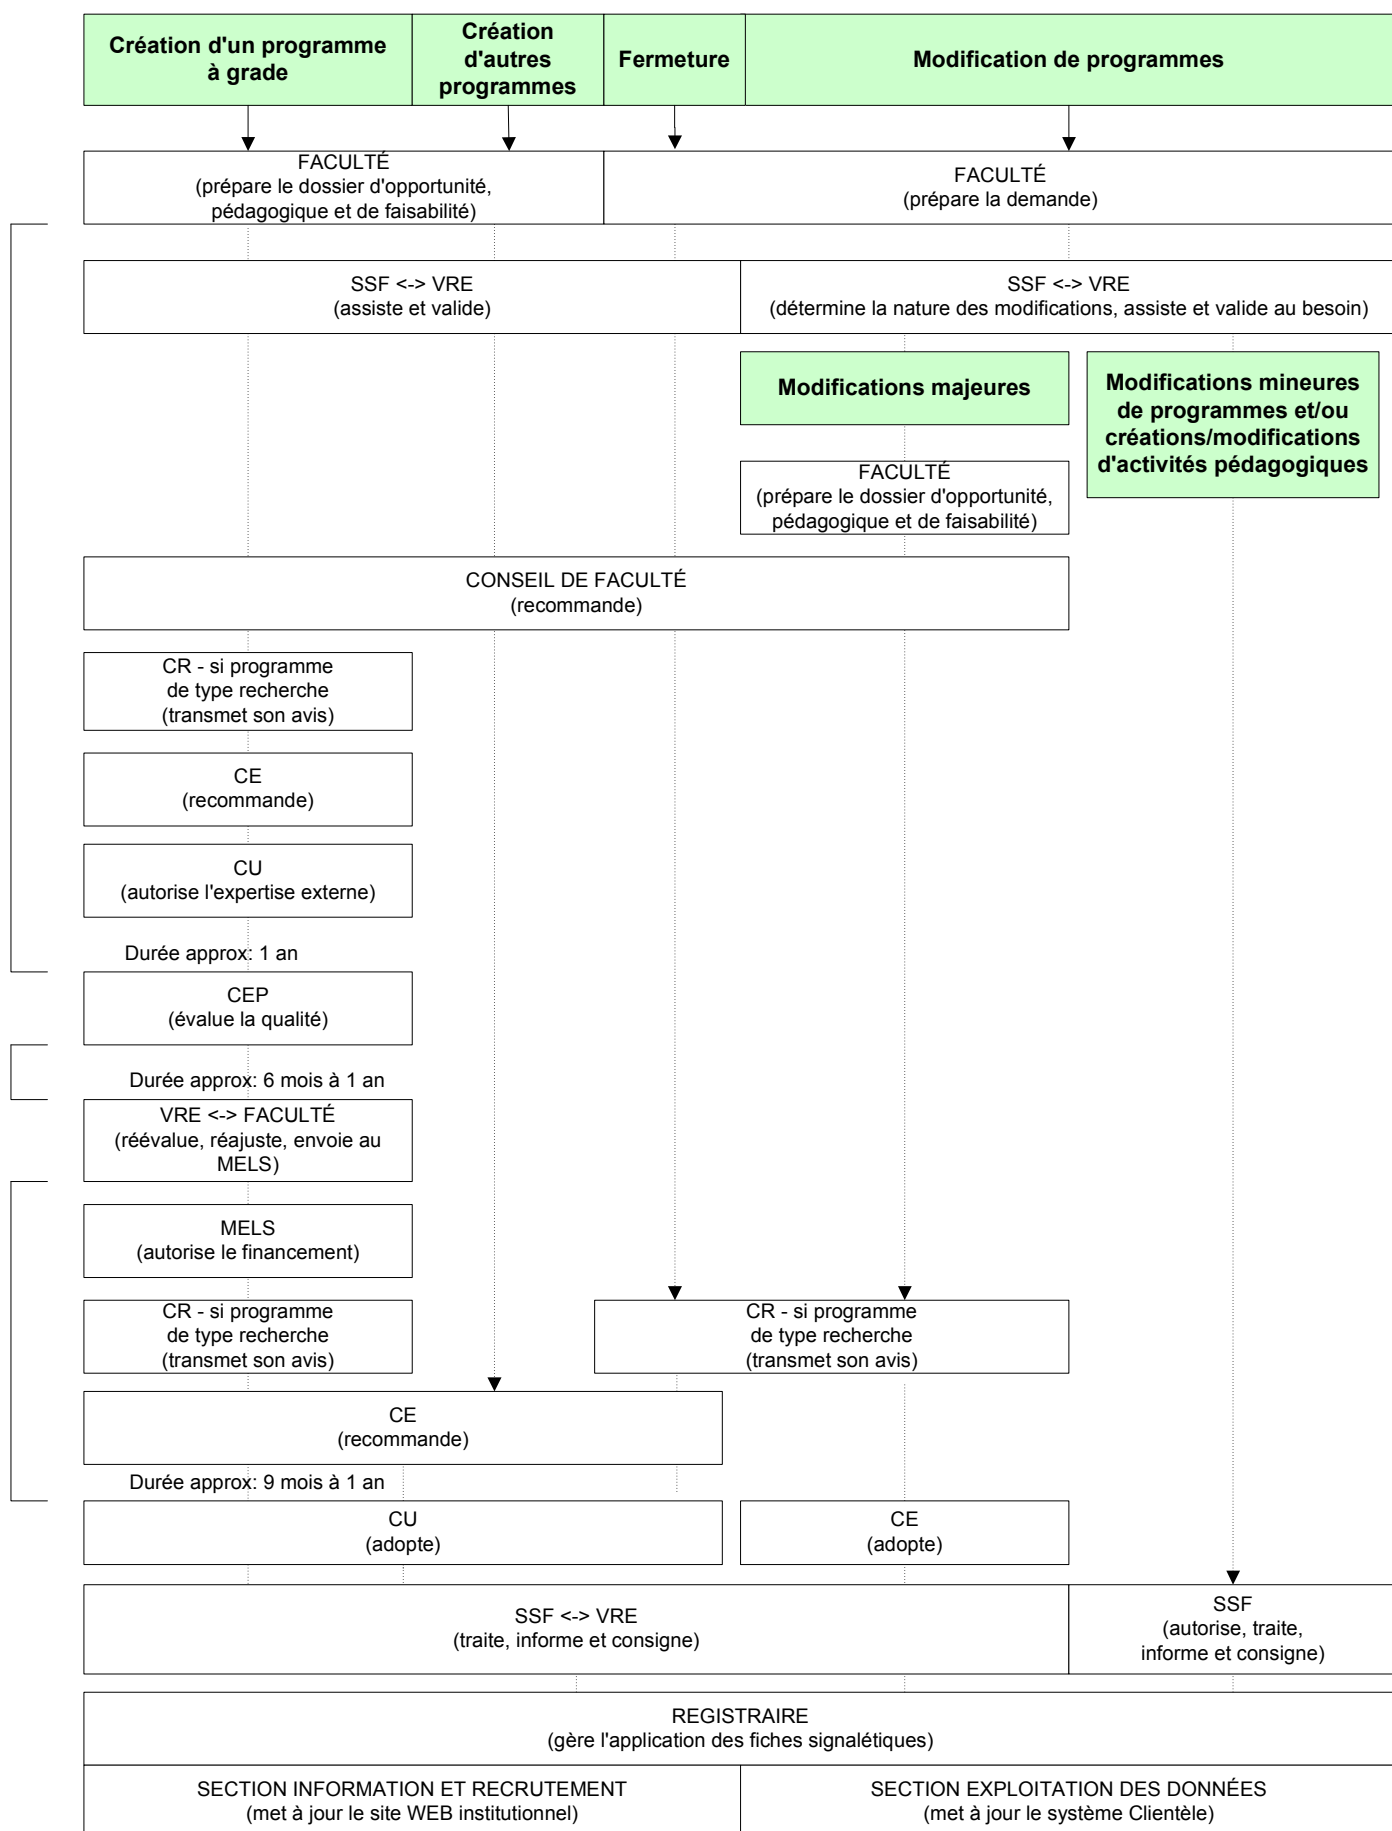 Création d'un programme
à grade
Création
d'autres
programmes
Fermeture
Modification de programmes
FACULTÉ
(prépare le dossier d'opportunité,
pédagogique et de faisabilité)
FACULTÉ
(prépare la demande)
SSF <-> VRE
(assiste et valide)
SSF <-> VRE
(détermine la nature des modifications, assiste et valide au besoin)
Modifications majeures
Modifications mineures
de programmes et/ou
créations/modifications
d'activités pédagogiques
FACULTÉ
(prépare le dossier d'opportunité,
pédagogique et de faisabilité)
CONSEIL DE FACULTÉ
(recommande)
CR - si programme
de type recherche
(transmet son avis)
CE
(recommande)
CU
(autorise l'expertise externe)
Durée approx: 1 an
CEP
(évalue la qualité)
Durée approx: 6 mois à 1 an
VRE <-> FACULTÉ
(réévalue, réajuste, envoie au
MELS)
MELS
(autorise le financement)
CR - si programme
de type recherche
(transmet son avis)
CR - si programme
de type recherche
(transmet son avis)
CE
(recommande)
Durée approx: 9 mois à 1 an
CU
(adopte)
CE
(adopte)
SSF <-> VRE
(traite, informe et consigne)
SSF
(autorise, traite,
informe et consigne)
REGISTRAIRE
(gère l'application des fiches signalétiques)
SECTION INFORMATION ET RECRUTEMENT
(met à jour le site WEB institutionnel)
SECTION EXPLOITATION DES DONNÉES
(met à jour le système Clientèle)